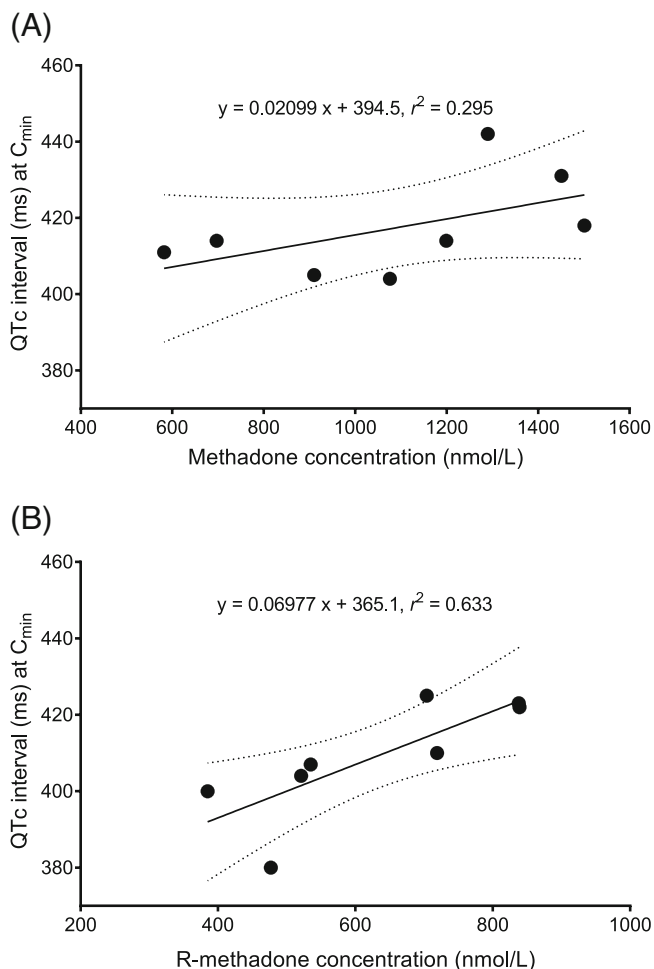 (A)
460
440
420
400
380
y = 0.02099 x + 394.5, r² = 0.295
QTc interval (ms) at Cmin
400 600 800 1000 1200 1400 1600
Methadone concentration (nmol/L)
(B)
460
440
420
400
380
y = 0.06977 x + 365.1, r² = 0.633
QTc interval (ms) at Cmin
200 400 600 800 1000
R-methadone concentration (nmol/L)